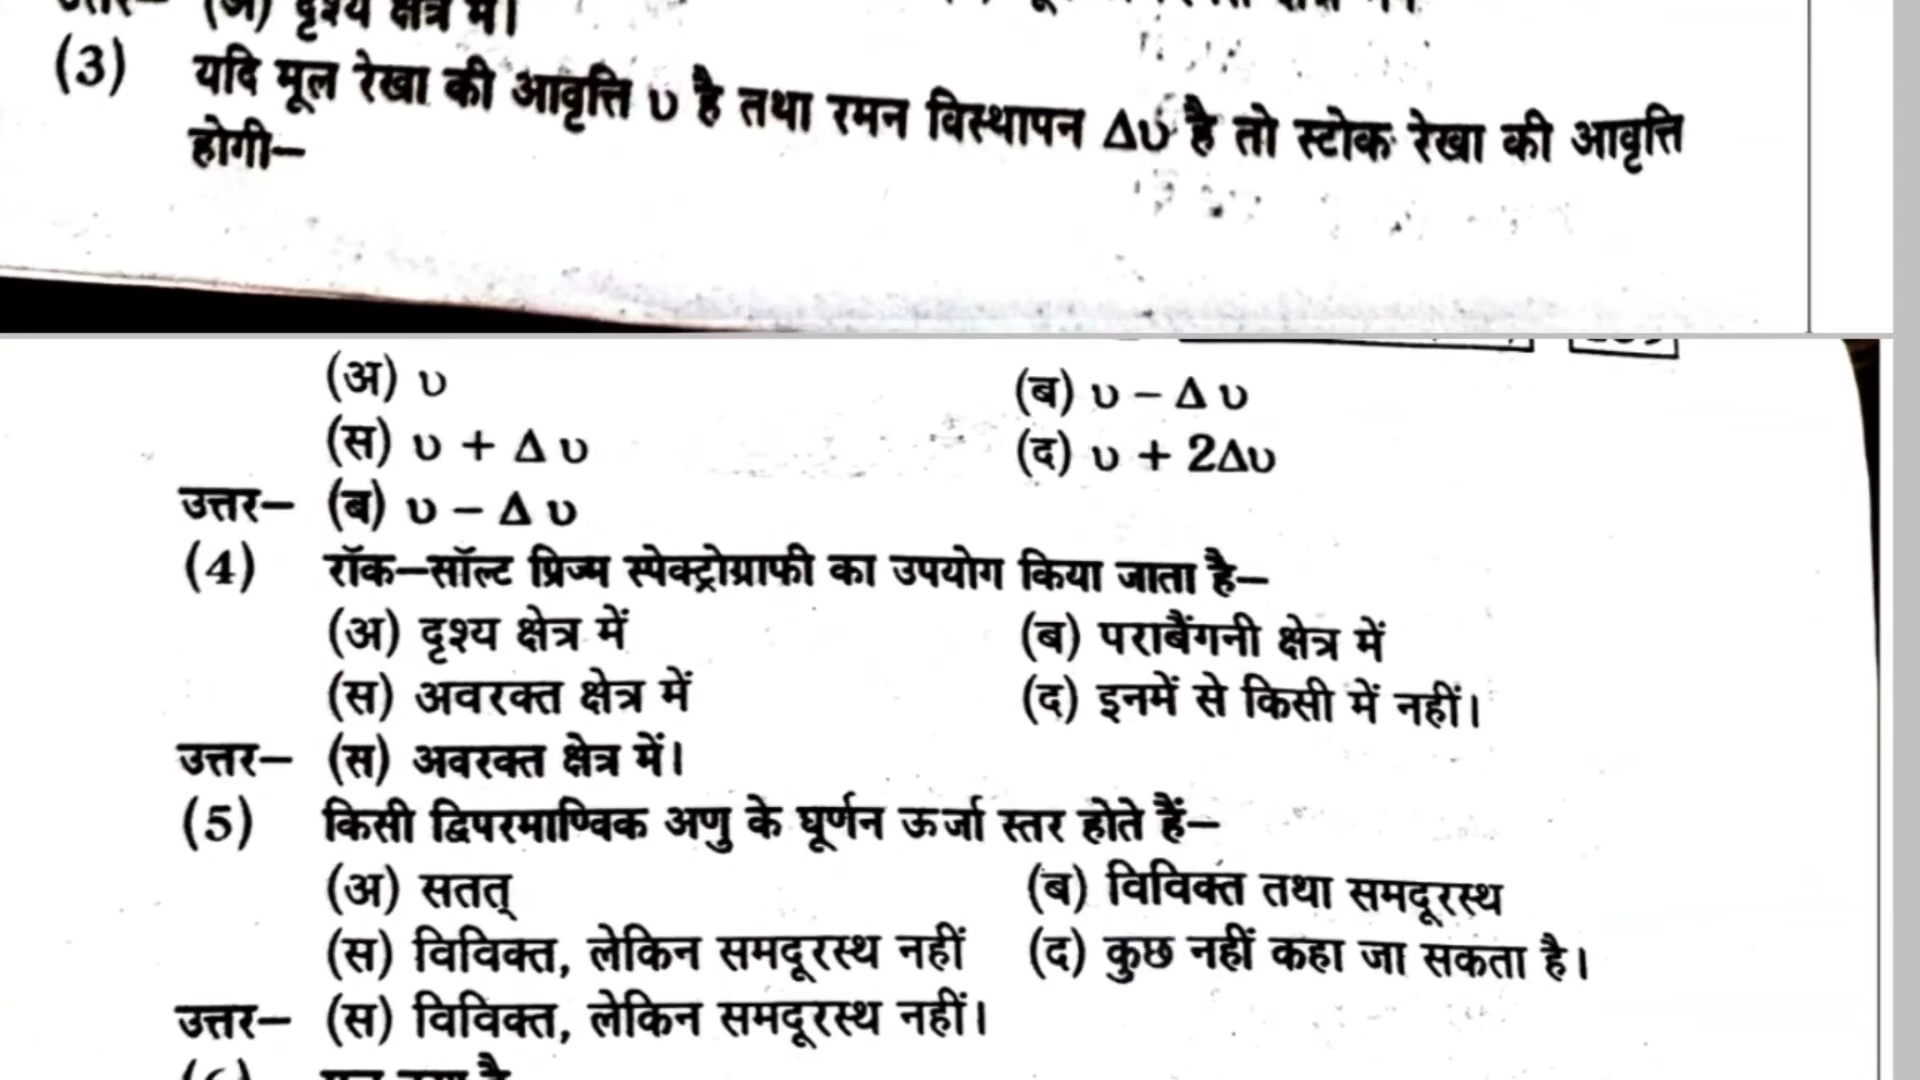 (अ) दृश्य क्षेत्र में।
(3) यदि मूल रेखा की आवृत्ति υ है तथा रमन विस्थापन Δυ है तो स्टोक रेखा की आवृत्ति
होगी–
(अ) υ (ब) υ – Δ υ
(स) υ + Δ υ (द) υ + 2Δυ
उत्तर– (ब) υ – Δ υ
(4) रॉक–सॉल्ट प्रिज्म स्पेक्ट्रोग्राफी का उपयोग किया जाता है–
(अ) दृश्य क्षेत्र में (ब) पराबैंगनी क्षेत्र में
(स) अवरक्त क्षेत्र में (द) इनमें से किसी में नहीं।
उत्तर– (स) अवरक्त क्षेत्र में।
(5) किसी द्विपरमाण्विक अणु के घूर्णन ऊर्जा स्तर होते हैं–
(अ) सतत् (ब) विविक्त तथा समदूरस्थ
(स) विविक्त, लेकिन समदूरस्थ नहीं (द) कुछ नहीं कहा जा सकता है।
उत्तर– (स) विविक्त, लेकिन समदूरस्थ नहीं।